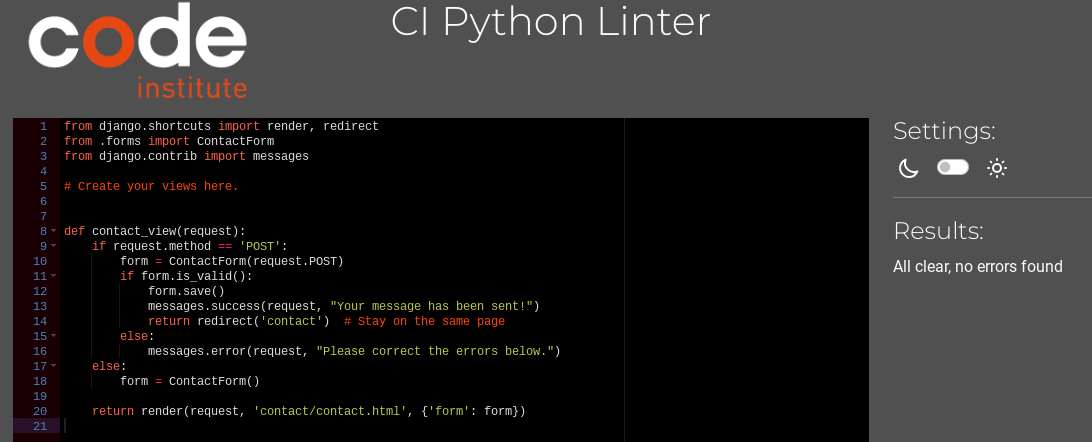 code
institute
CI Python Linter
1 from django.shortcuts import render, redirect
2 from .forms import ContactForm
3 from django.contrib import messages
4
5 # Create your views here.
6
7
8 def contact_view(request):
9     if request.method == 'POST':
10         form = ContactForm(request.POST)
11         if form.is_valid():
12             form.save()
13             messages.success(request, "Your message has been sent!")
14             return redirect('contact')  # Stay on the same page
15         else:
16             messages.error(request, "Please correct the errors below.")
17     else:
18         form = ContactForm()
19
20     return render(request, 'contact/contact.html', {'form': form})
21
Settings:
Results:
All clear, no errors found